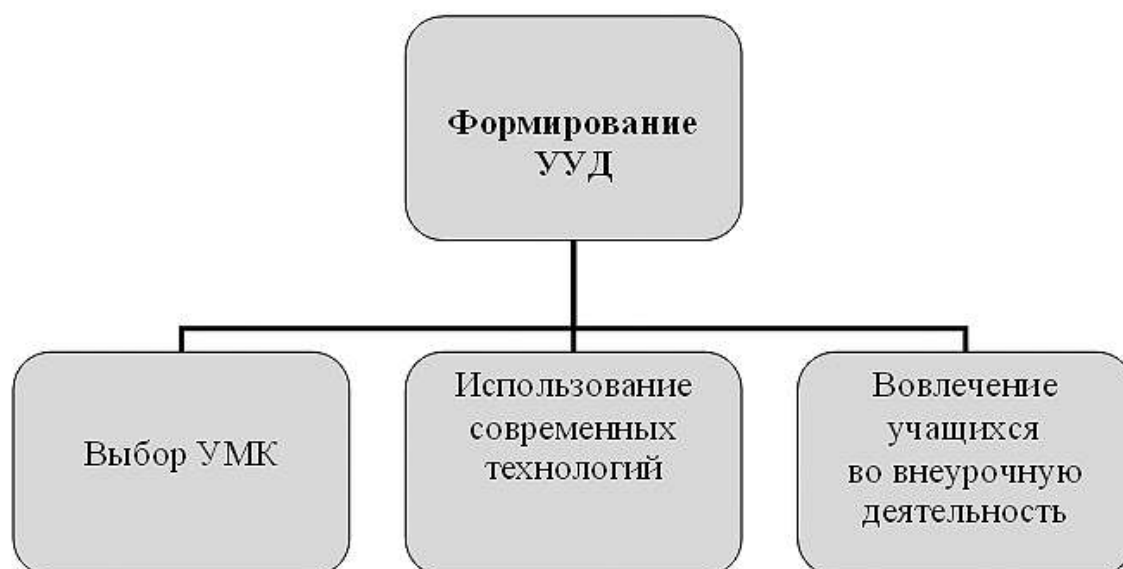 Формирование
УУД
Выбор УМК
Использование
современных
технологий
Вовлечение
учащихся
во внеурочную
деятельность